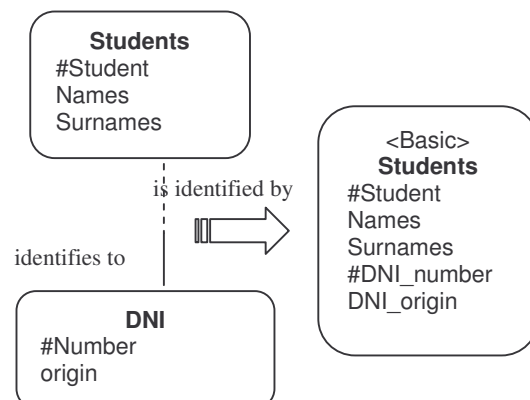 Students
#Student
Names
Surnames
is identified by
identifies to
DNI
#Number
origin
<Basic>
Students
#Student
Names
Surnames
#DNI_number
DNI_origin